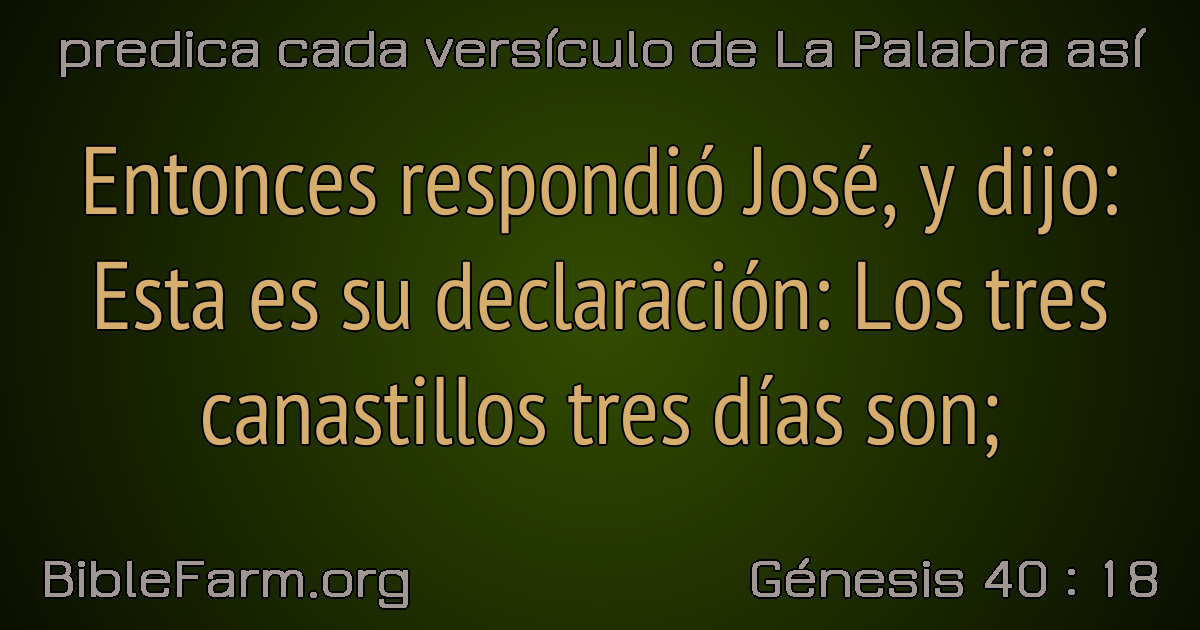 predica cada versículo de La Palabra así
Entonces respondió José, y dijo:
Esta es su declaración: Los tres
canastillos tres días son;
BibleFarm.org
Génesis 40 : 18